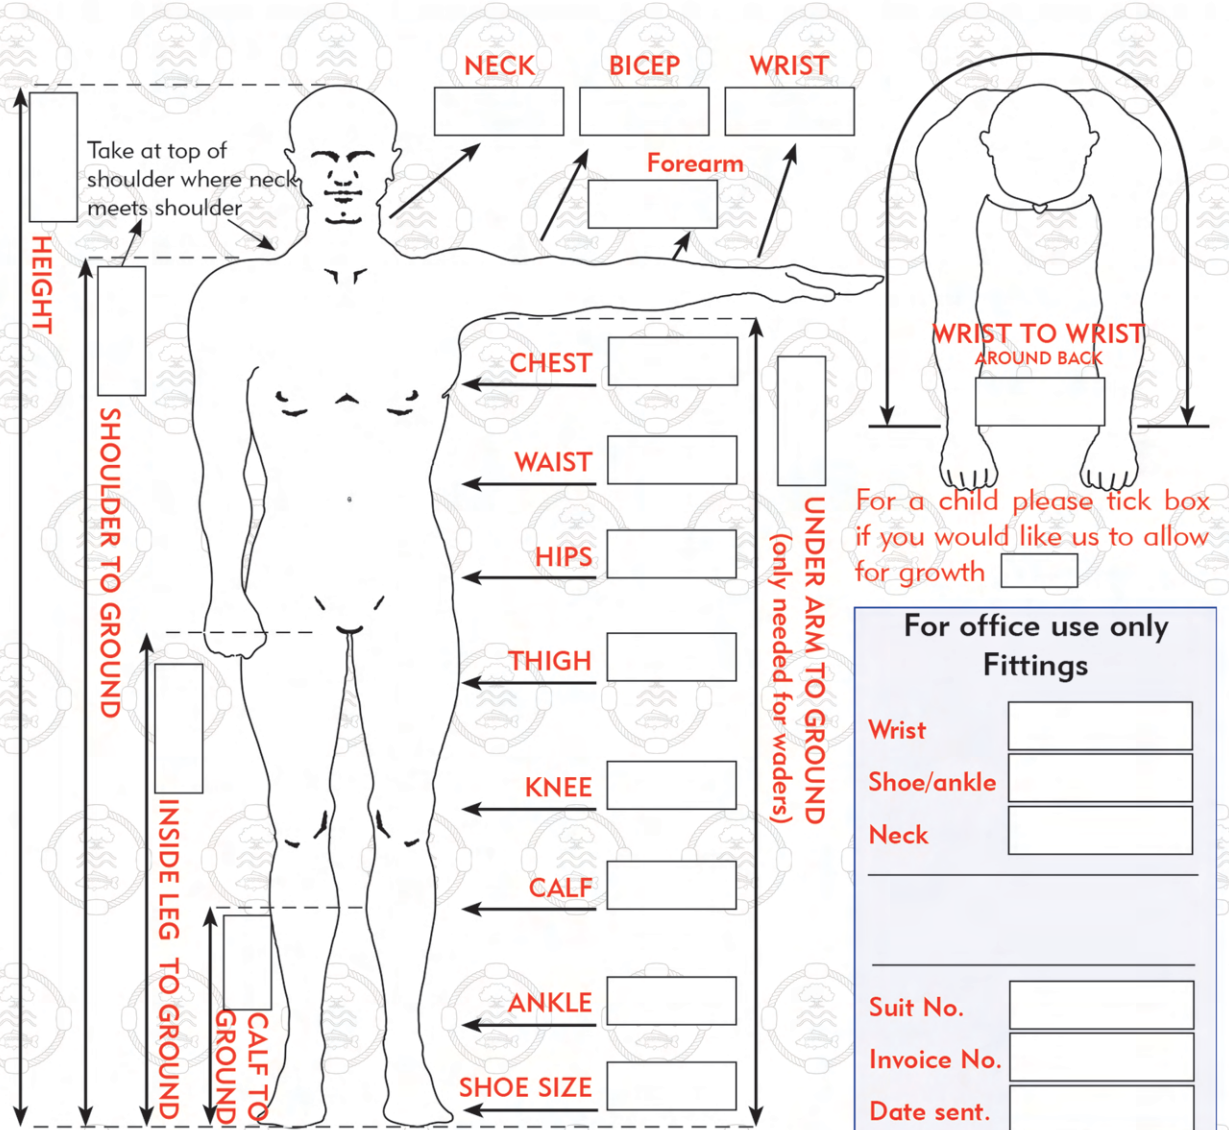 NECK
BICEP
WRIST
Forearm
Take at top of
shoulder where neck
meets shoulder
HEIGHT
SHOULDER TO GROUND
INSIDE LEG TO GROUND
CALF TO
GROUND
CHEST
WAIST
HIPS
THIGH
KNEE
CALF
ANKLE
SHOE SIZE
UNDER ARM TO GROUND
(only needed for waders)
WRIST TO WRIST
AROUND BACK
For a child please tick box
if you would like us to allow
for growth
For office use only
Fittings
Wrist
Shoe/ankle
Neck
Suit No.
Invoice No.
Date sent.